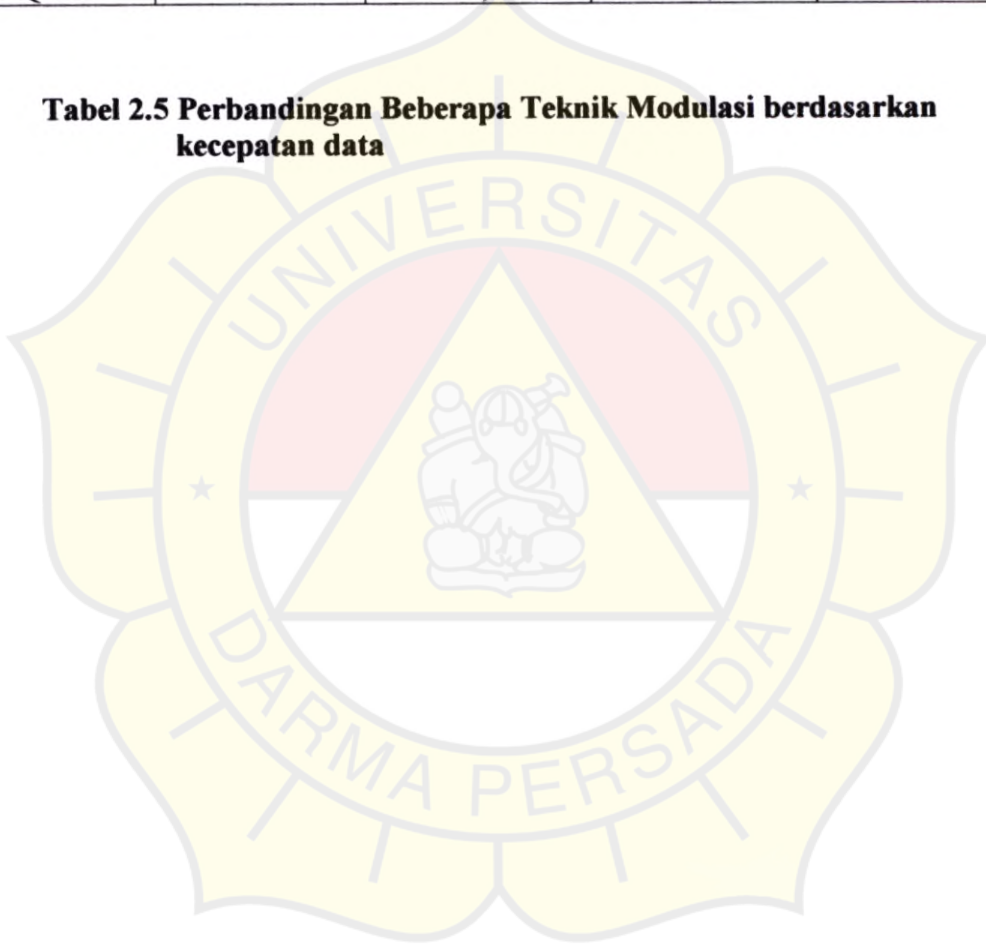 Tabel 2.5 Perbandingan Beberapa Teknik Modulasi berdasarkan
kecepatan data
UNIVERSITAS
DARMA PERSADA